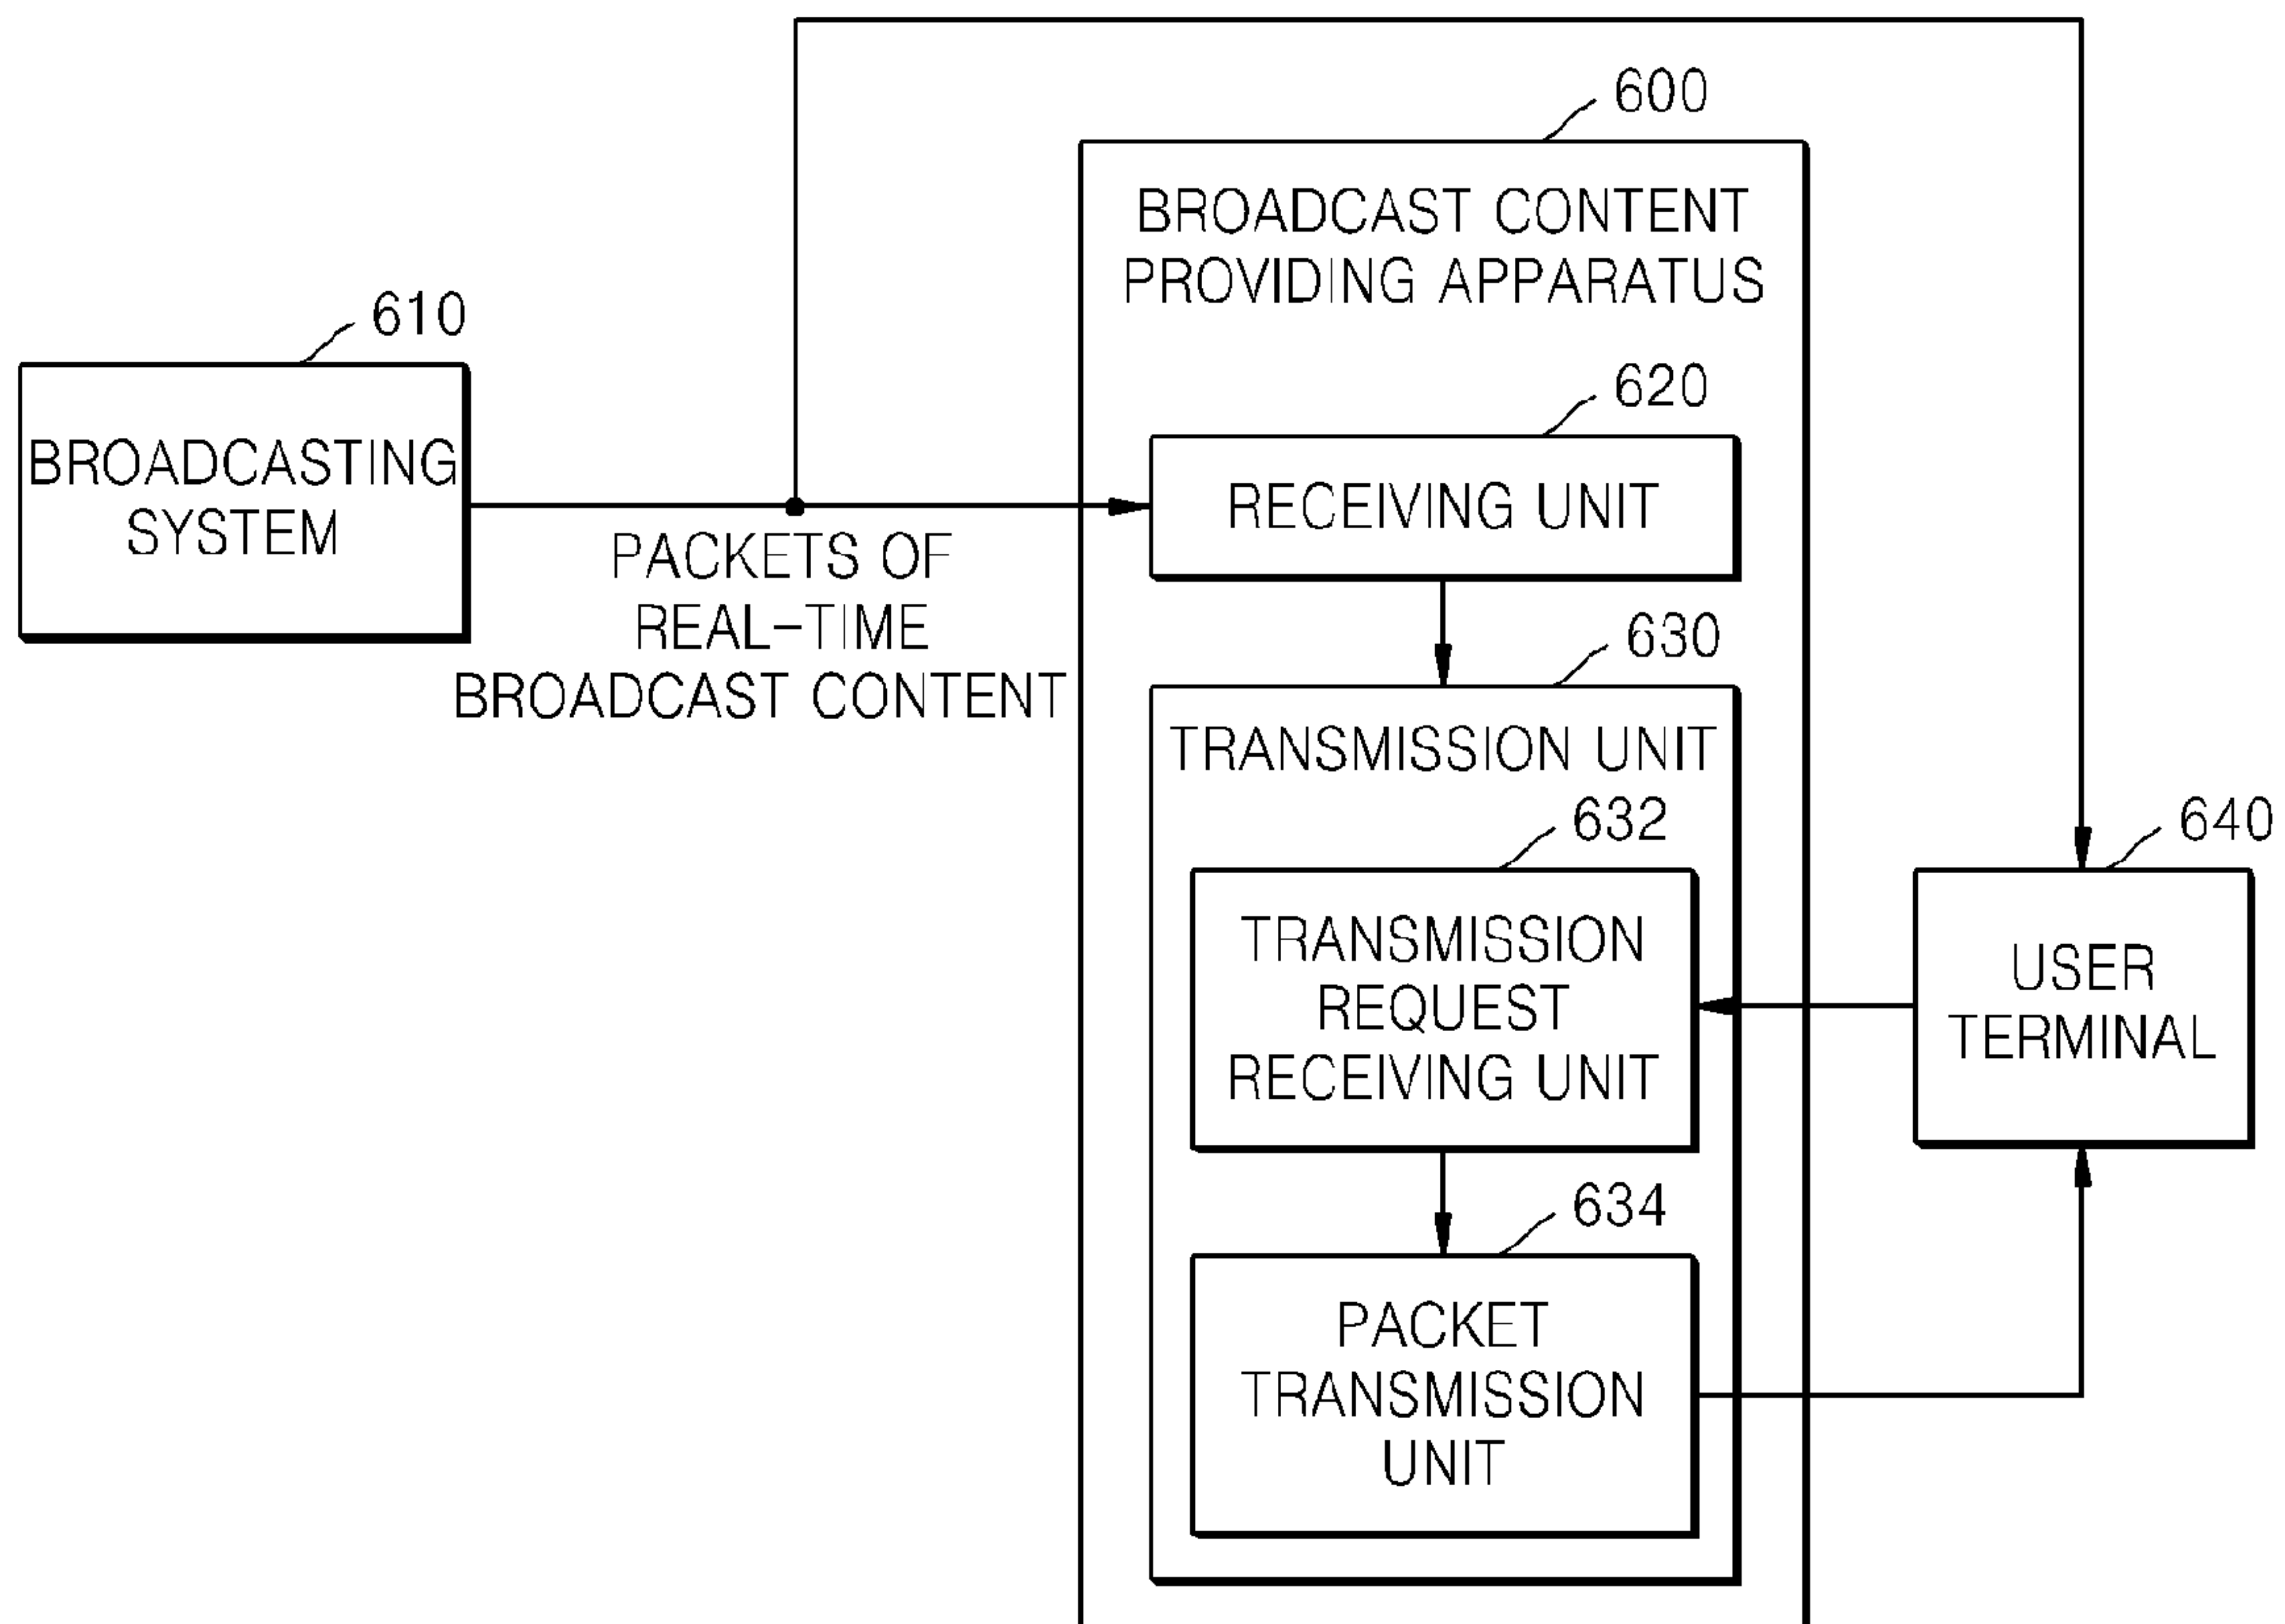 600
BROADCAST CONTENT
PROVIDING APPARATUS
610
BROADCASTING
SYSTEM
PACKETS OF
REAL-TIME
BROADCAST CONTENT
620
RECEIVING UNIT
630
TRANSMISSION UNIT
632
TRANSMISSION
REQUEST
RECEIVING UNIT
634
PACKET
TRANSMISSION
UNIT
640
USER
TERMINAL